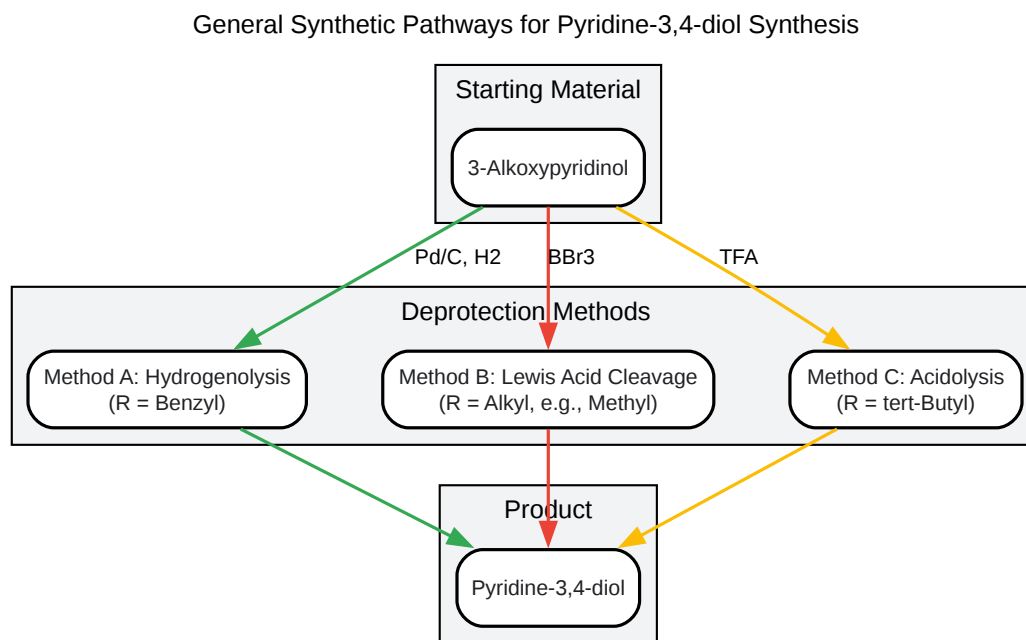 General Synthetic Pathways for Pyridine-3,4-diol Synthesis
Starting Material
3-Alkoxypyridinol
Pd/C, H2
BBr3
TFA
Deprotection Methods
Method A: Hydrogenolysis
(R = Benzyl)
Method B: Lewis Acid Cleavage
(R = Alkyl, e.g., Methyl)
Method C: Acidolysis
(R = tert-Butyl)
Product
Pyridine-3,4-diol